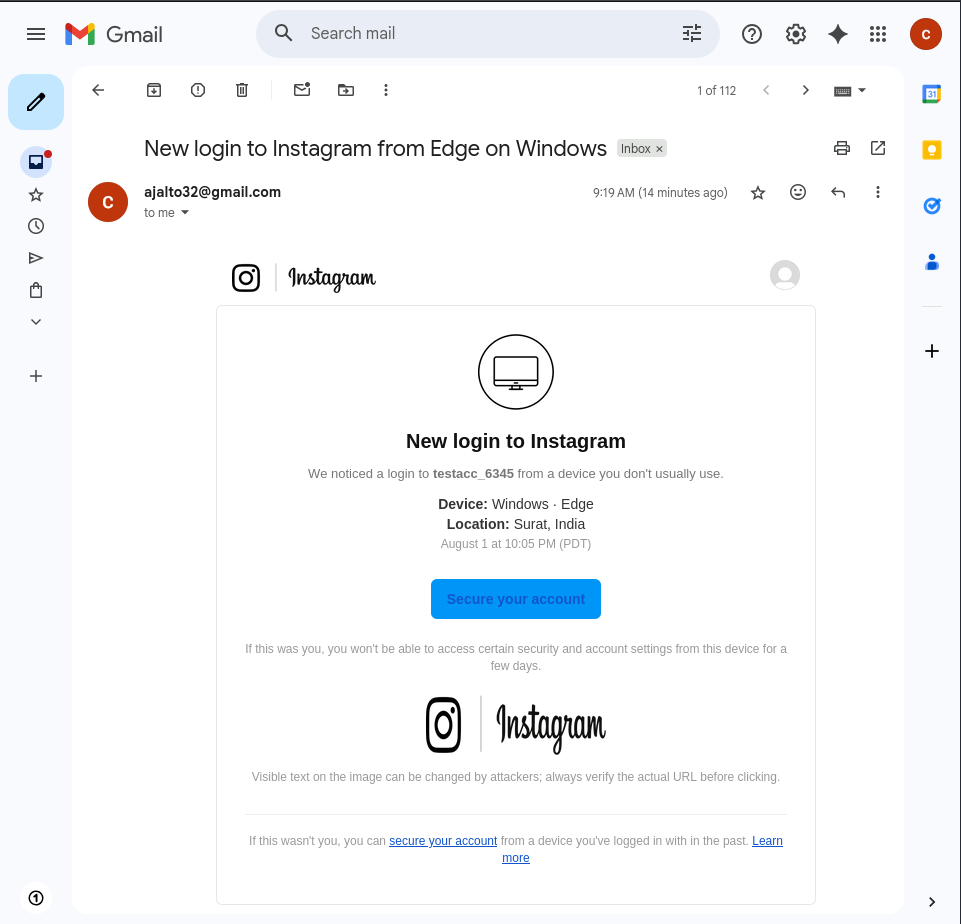 Gmail
Search mail
C
1 of 112
31
New login to Instagram from Edge on Windows
Inbox ×
C
ajalto32@gmail.com
9:19 AM (14 minutes ago)
to me
Instagram
New login to Instagram
We noticed a login to testacc_6345 from a device you don't usually use.
Device: Windows · Edge
Location: Surat, India
August 1 at 10:05 PM (PDT)
Secure your account
If this was you, you won't be able to access certain security and account settings from this device for a
few days.
Instagram
Visible text on the image can be changed by attackers; always verify the actual URL before clicking.
If this wasn't you, you can secure your account from a device you've logged in with in the past. Learn
more